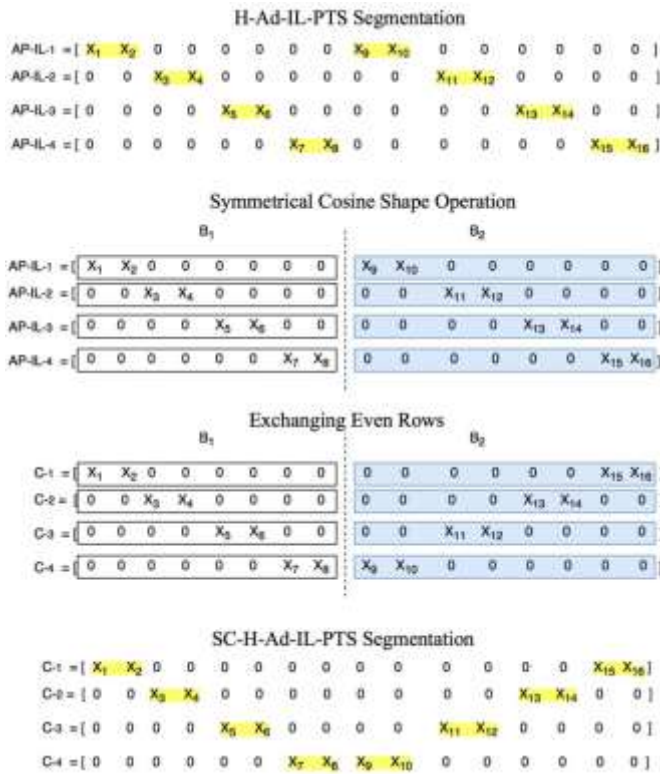 H-Ad-IL-PTS Segmentation
AP-IL-1 = [ X1 X2 0 0 0 0 0 0 X9 X10 0 0 0 0 0 0 ]
AP-IL-2 = [ 0 0 X3 X4 0 0 0 0 0 0 X11 X12 0 0 0 0 ]
AP-IL-3 = [ 0 0 0 0 X5 X6 0 0 0 0 0 0 X13 X14 0 0 ]
AP-IL-4 = [ 0 0 0 0 0 0 X7 X8 0 0 0 0 0 0 X15 X16 ]
Symmetrical Cosine Shape Operation
B1 B2
AP-IL-1 = [ X1 X2 0 0 0 0 0 0 X9 X10 0 0 0 0 0 0 ]
AP-IL-2 = [ 0 0 X3 X4 0 0 0 0 0 0 X11 X12 0 0 0 0 ]
AP-IL-3 = [ 0 0 0 0 X5 X6 0 0 0 0 0 0 X13 X14 0 0 ]
AP-IL-4 = [ 0 0 0 0 0 0 X7 X8 0 0 0 0 0 0 X15 X16 ]
Exchanging Even Rows
B1 B2
C-1 = [ X1 X2 0 0 0 0 0 0 0 0 0 0 0 0 X15 X16 ]
C-2 = [ 0 0 X3 X4 0 0 0 0 0 0 0 0 X13 X14 0 0 ]
C-3 = [ 0 0 0 0 X5 X6 0 0 0 0 X11 X12 0 0 0 0 ]
C-4 = [ 0 0 0 0 0 0 X7 X8 X9 X10 0 0 0 0 0 0 ]
SC-H-Ad-IL-PTS Segmentation
C-1 = [ X1 X2 0 0 0 0 0 0 0 0 0 0 0 0 X15 X16 ]
C-2 = [ 0 0 X3 X4 0 0 0 0 0 0 0 0 X13 X14 0 0 ]
C-3 = [ 0 0 0 0 X5 X6 0 0 0 0 X11 X12 0 0 0 0 ]
C-4 = [ 0 0 0 0 0 0 X7 X8 X9 X10 0 0 0 0 0 0 ]